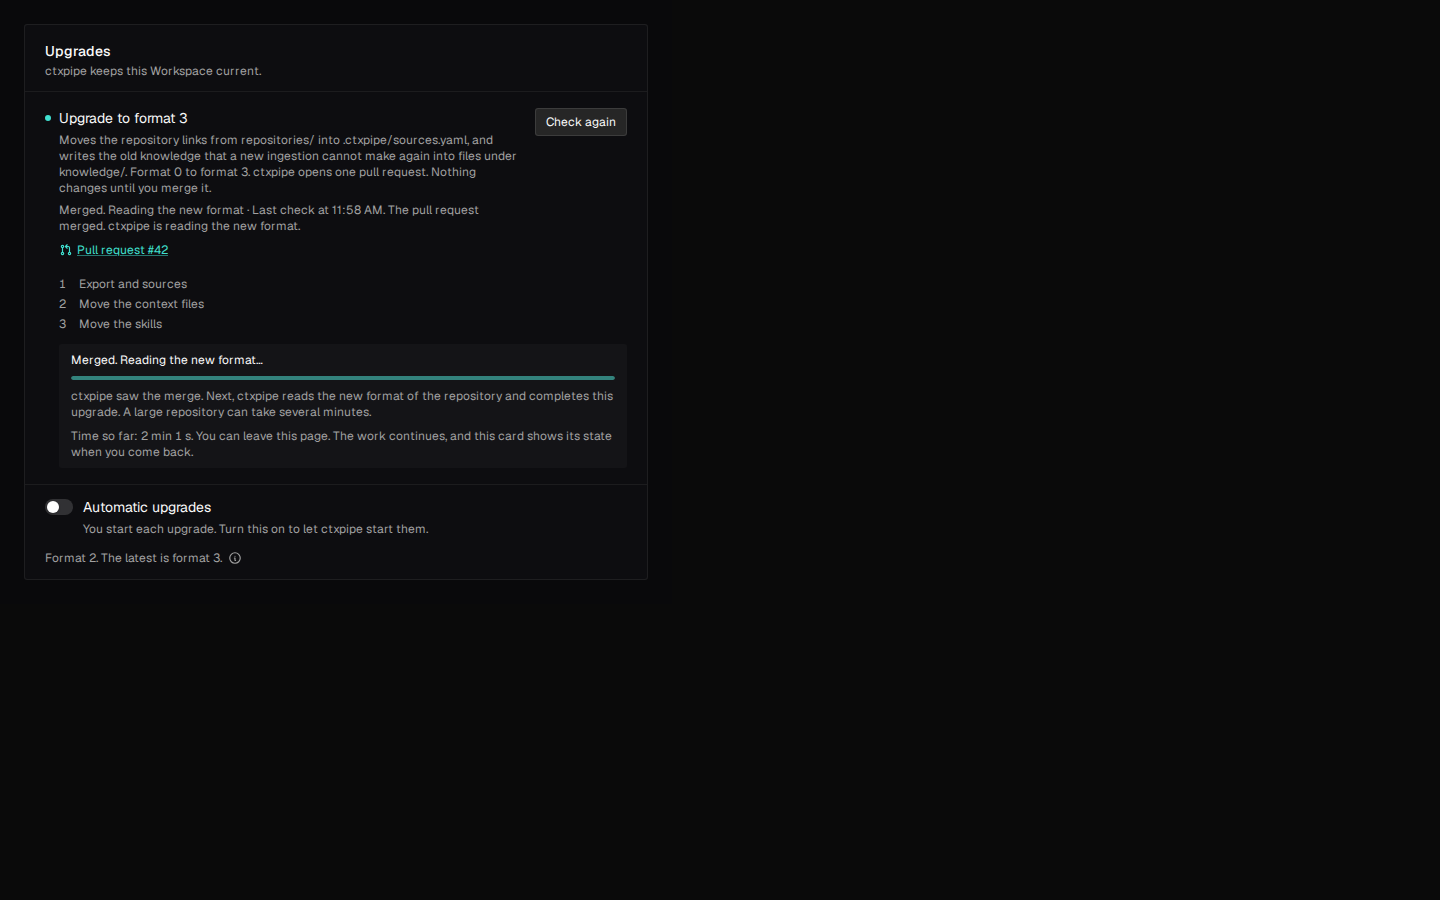 Upgrades
ctxpipe keeps this Workspace current.
Upgrade to format 3
Check again
Moves the repository links from repositories/ into .ctxpipe/sources.yaml, and
writes the old knowledge that a new ingestion cannot make again into files under
knowledge/. Format 0 to format 3. ctxpipe opens one pull request. Nothing
changes until you merge it.
Merged. Reading the new format · Last check at 11:58 AM. The pull request
merged. ctxpipe is reading the new format.
Pull request #42
1 Export and sources
2 Move the context files
3 Move the skills
Merged. Reading the new format…
ctxpipe saw the merge. Next, ctxpipe reads the new format of the repository and completes this
upgrade. A large repository can take several minutes.
Time so far: 2 min 1 s. You can leave this page. The work continues, and this card shows its state
when you come back.
Automatic upgrades
You start each upgrade. Turn this on to let ctxpipe start them.
Format 2. The latest is format 3.